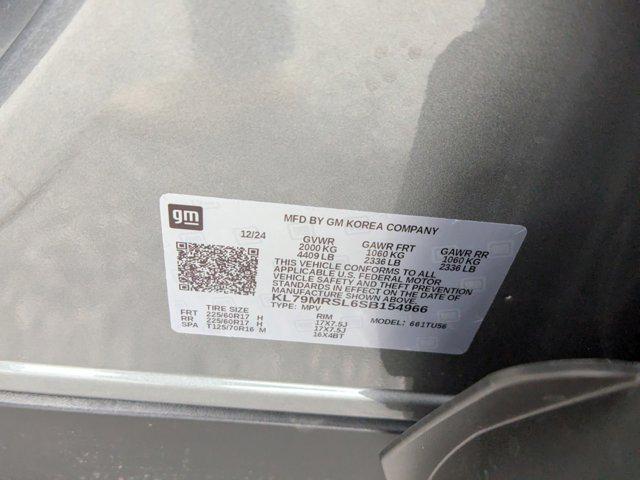 gm
MFD BY GM KOREA COMPANY
12/24 GVWR GAWR FRT GAWR RR
2000 KG 1060 KG 1060 KG
4409 LB 2336 LB 2336 LB
THIS VEHICLE CONFORMS TO ALL
APPLICABLE U.S. FEDERAL MOTOR
VEHICLE SAFETY AND THEFT PREVENTION
STANDARDS IN EFFECT ON THE DATE OF
MANUFACTURE SHOWN ABOVE.
KL79MRSL6SB154966
TYPE: MPV MODEL: 661TU56
TIRE SIZE RIM
FRT 225/60R17 H 17X7.5J
RR 225/60R17 H 17X7.5J
SPA T125/70R16 M 16X4BT